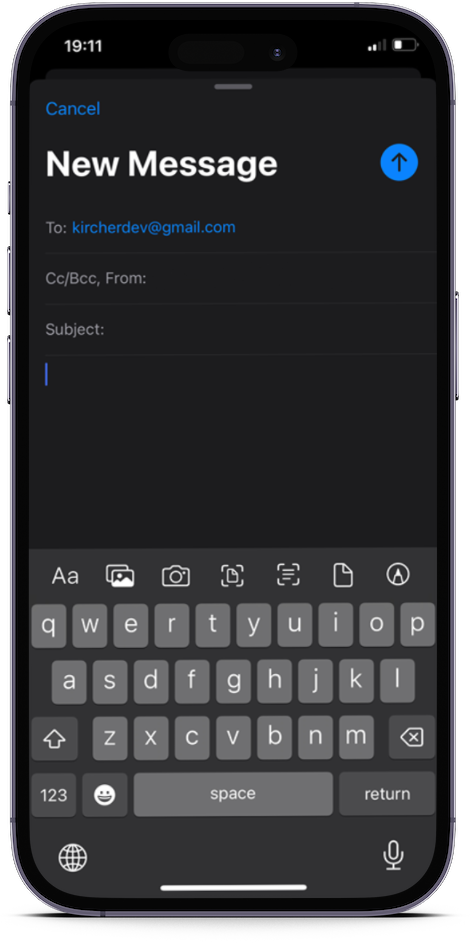 19:11
Cancel
New Message
To: kircherdev@gmail.com
Cc/Bcc, From:
Subject:
Aa
q w e r t y u i o p
a s d f g h j k l
z x c v b n m
123 space return